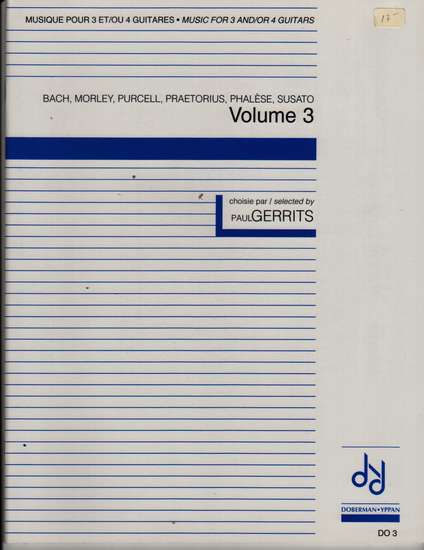 MUSIQUE POUR 3 ET/OU 4 GUITARES • MUSIC FOR 3 AND/OR 4 GUITARS
17-
BACH, MORLEY, PURCELL, PRAETORIUS, PHALÈSE, SUSATO
Volume 3
choisie par / selected by
PAUL GERRITS
DOBERMAN • YPPAN
DO 3